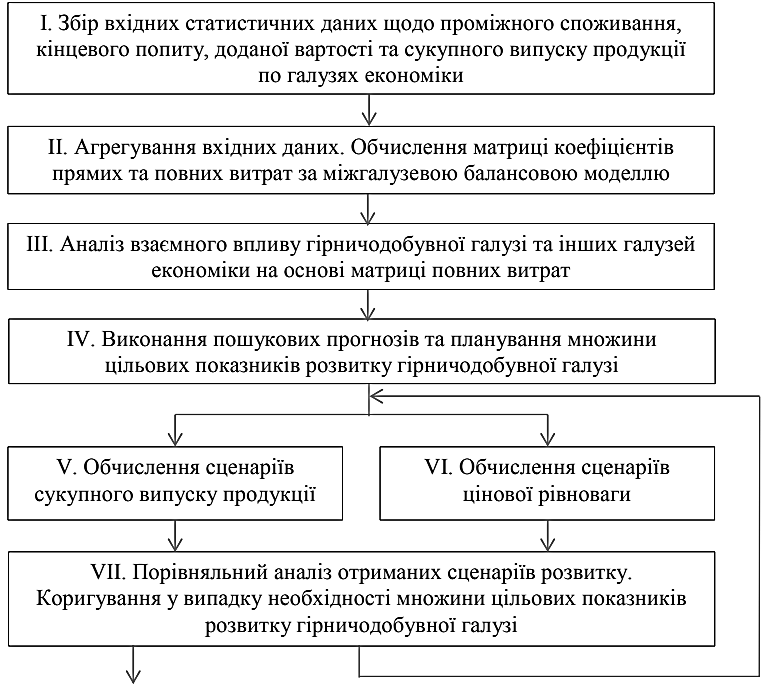 І. Збір вхідних статистичних даних щодо проміжного споживання,
кінцевого попиту, доданої вартості та сукупного випуску продукції
по галузях економіки
ІІ. Агрегування вхідних даних. Обчислення матриці коефіцієнтів
прямих та повних витрат за міжгалузевою балансовою моделлю
ІІІ. Аналіз взаємного впливу гірничодобувної галузі та інших галузей
економіки на основі матриці повних витрат
IV. Виконання пошукових прогнозів та планування множини
цільових показників розвитку гірничодобувної галузі
V. Обчислення сценаріїв
сукупного випуску продукції
VI. Обчислення сценаріїв
цінової рівноваги
VII. Порівняльний аналіз отриманих сценаріїв розвитку.
Коригування у випадку необхідності множини цільових показників
розвитку гірничодобувної галузі